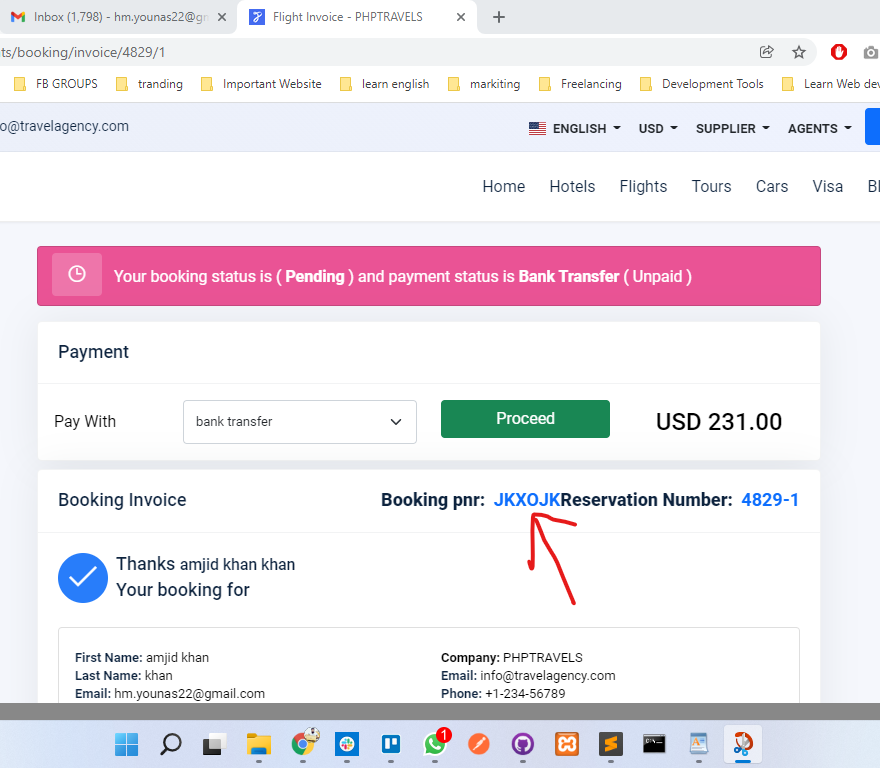 Inbox (1,798) - hm.younas22@gr
Flight Invoice - PHPTRAVELS
ts/booking/invoice/4829/1
FB GROUPS tranding Important Website learn english markiting Freelancing Development Tools Learn Web dev
o@travelagency.com ENGLISH USD SUPPLIER AGENTS
Home Hotels Flights Tours Cars Visa Bl
Your booking status is ( Pending ) and payment status is Bank Transfer ( Unpaid )
Payment
Pay With bank transfer Proceed USD 231.00
Booking Invoice Booking pnr: JKXOJKReservation Number: 4829-1
Thanks amjid khan khan
Your booking for
First Name: amjid khan
Last Name: khan
Email: hm.younas22@gmail.com
Company: PHPTRAVELS
Email: info@travelagency.com
Phone: +1-234-56789
1